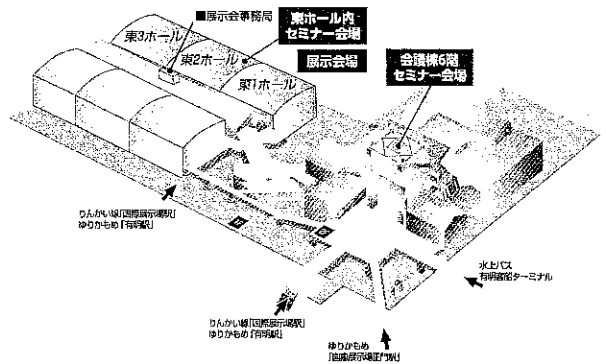 ■展示会事務局
東ホール内
セミナー会場
東3ホール
東2ホール
東1ホール
展示会場
会議棟6階
セミナー会場
りんかい線「国際展示場駅」
ゆりかもめ「有明駅」
水上バス
有明客船ターミナル
りんかい線「国際展示場駅」
ゆりかもめ「有明駅」
ゆりかもめ
「国際展示場正門駅」